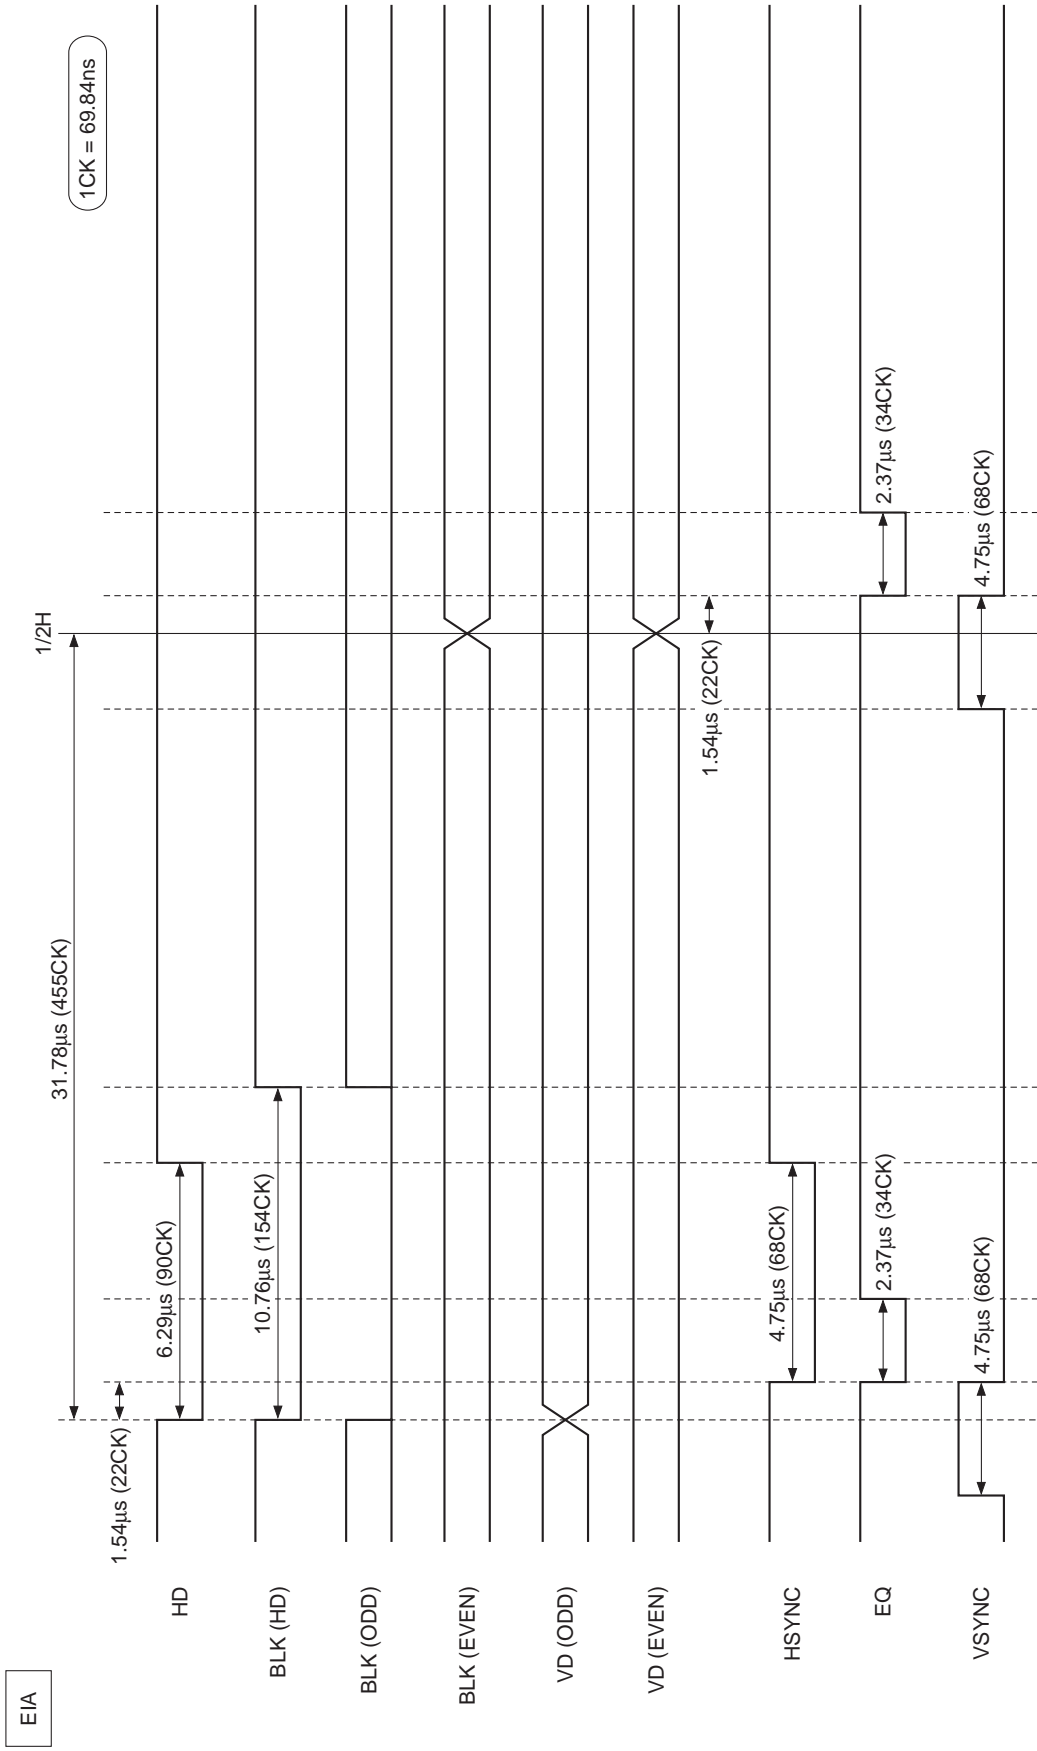 EIA
1CK = 69.84ns
1/2H
31.78µs (455CK)
1.54µs (22CK)
HD
6.29µs (90CK)
BLK (HD)
10.76µs (154CK)
BLK (ODD)
BLK (EVEN)
VD (ODD)
VD (EVEN)
1.54µs (22CK)
HSYNC
4.75µs (68CK)
EQ
2.37µs (34CK)
2.37µs (34CK)
VSYNC
4.75µs (68CK)
4.75µs (68CK)